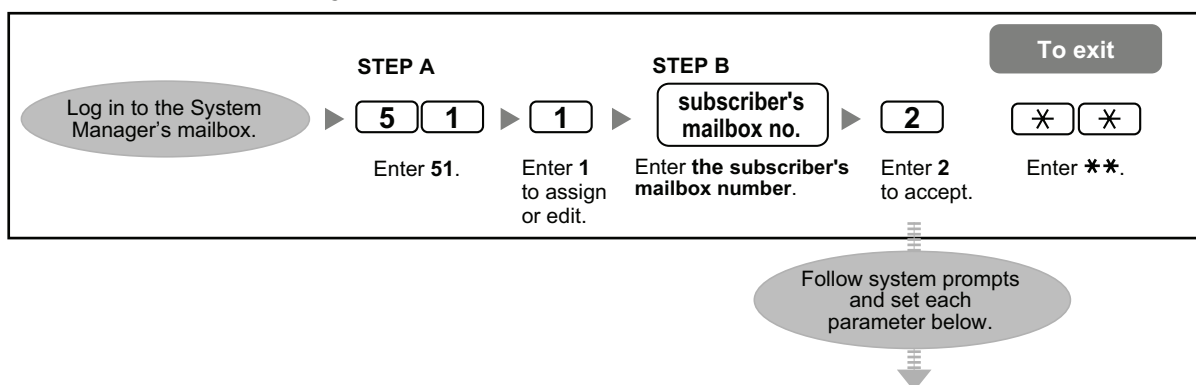 To exit
STEP A
STEP B
Log in to the System
Manager's mailbox.
5 1
1
subscriber's
mailbox no.
2
* *
Enter 51.
Enter 1
to assign
or edit.
Enter the subscriber's
mailbox number.
Enter 2
to accept.
Enter **.
Follow system prompts
and set each
parameter below.